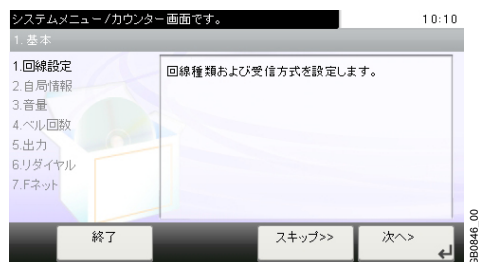 システムメニュー/カウンター画面です。 10:10
1.基本
1.回線設定
2.自局情報
3.音量
4.ベル回数
5.出力
6.リダイヤル
7.Fネット
回線種類および受信方式を設定します。
終了 スキップ>> 次へ>
GB0846_00